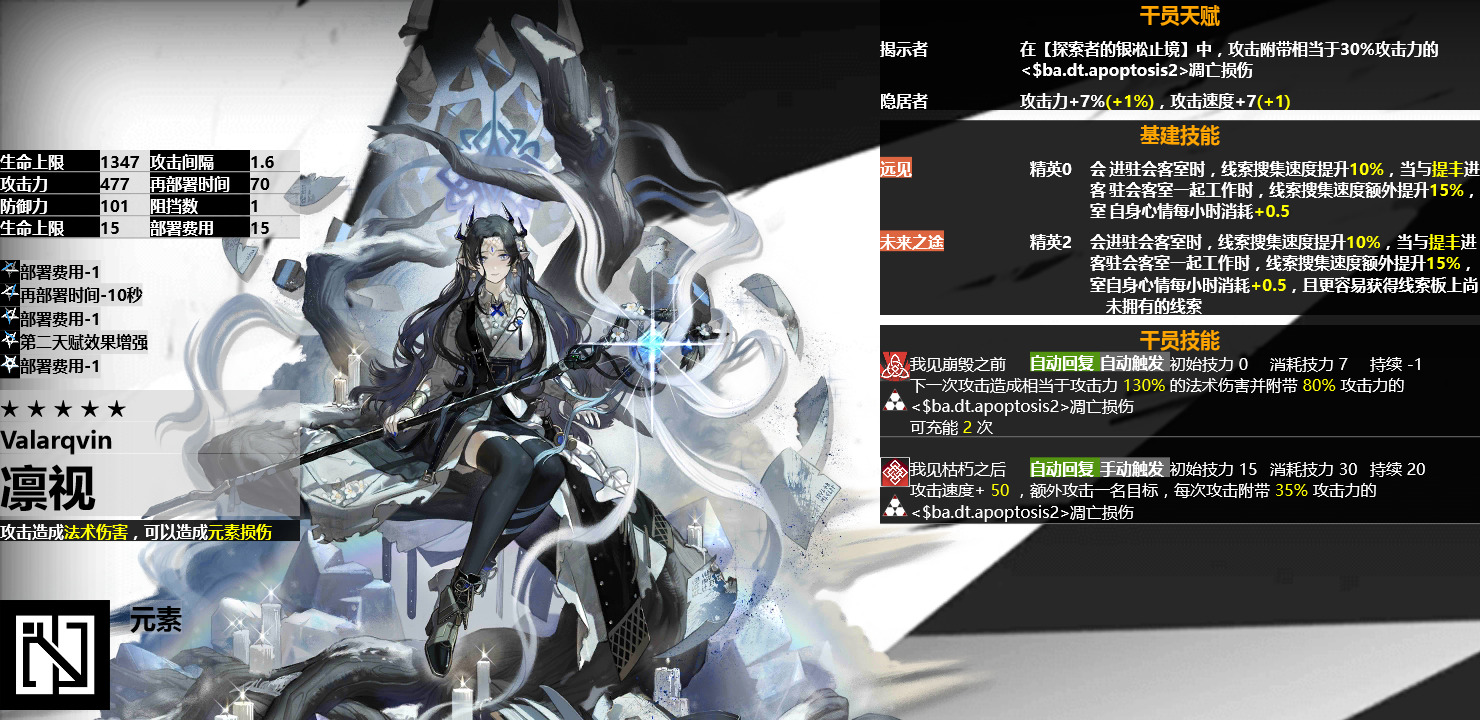 生命上限 1347 攻击间隔 1.6
攻击力 477 再部署时间 70
防御力 101 阻挡数 1
生命上限 15 部署费用 15
部署费用-1
再部署时间-10秒
部署费用-1
第二天赋效果增强
部署费用-1
★ ★ ★ ★ ★
Valarqvin
凛视
攻击造成法术伤害，可以造成元素损伤
元素
干员天赋
揭示者 在【探索者的银凇止境】中，攻击附带相当于30%攻击力的
<$ba.dt.apoptosis2>凋亡损伤
隐居者 攻击力+7%(+1%)，攻击速度+7(+1)
基建技能
远见 精英0 会 进驻会客室时，线索搜集速度提升10%，当与提丰进
客 驻会客室一起工作时，线索搜集速度额外提升15%，
室 自身心情每小时消耗+0.5
未来之途 精英2 会进驻会客室时，线索搜集速度提升10%，当与提丰进
客驻会客室一起工作时，线索搜集速度额外提升15%，
室自身心情每小时消耗+0.5，且更容易获得线索板上尚
未拥有的线索
干员技能
我见崩毁之前 自动回复 自动触发 初始技力 0 消耗技力 7 持续 -1
下一次攻击造成相当于攻击力 130% 的法术伤害并附带 80% 攻击力的
<$ba.dt.apoptosis2>凋亡损伤
可充能 2 次
我见枯朽之后 自动回复 手动触发 初始技力 15 消耗技力 30 持续 20
攻击速度+ 50 ，额外攻击一名目标，每次攻击附带 35% 攻击力的
<$ba.dt.apoptosis2>凋亡损伤